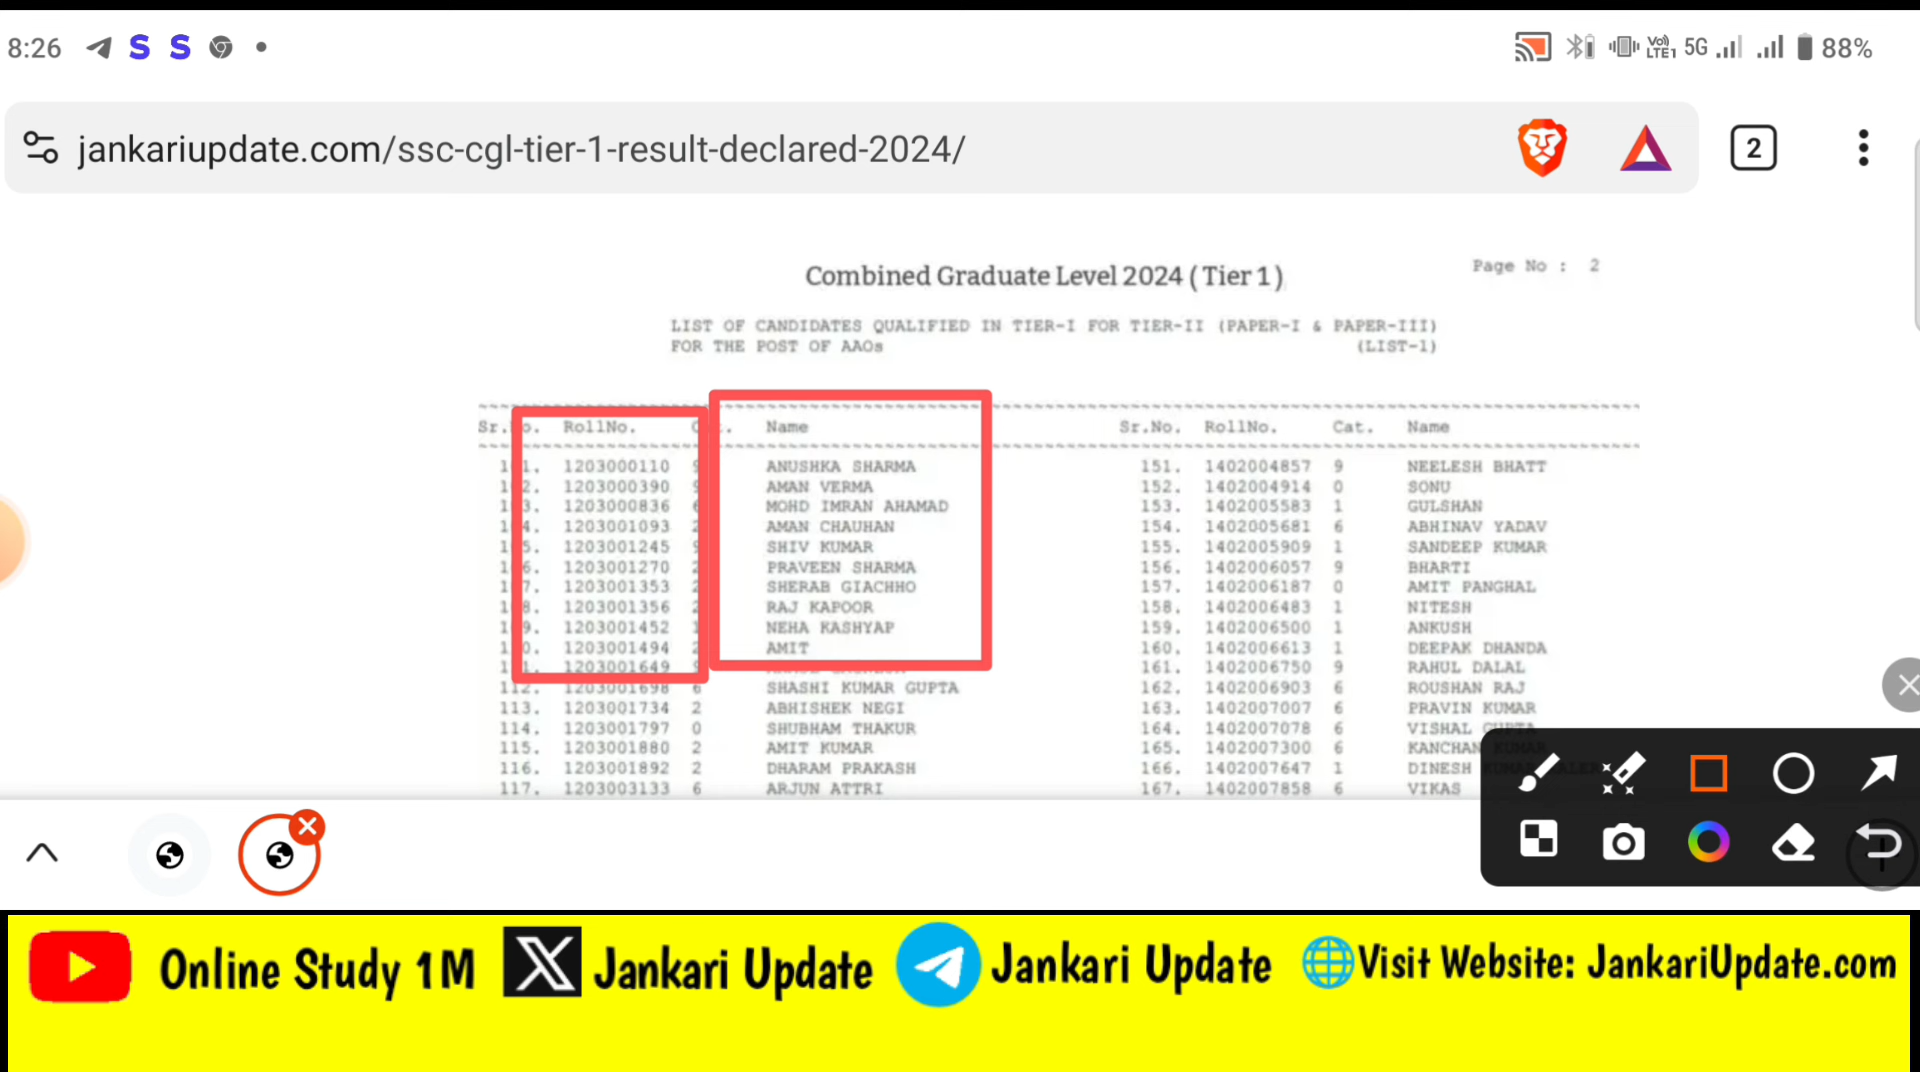 8:26
VoLTE1 5G 88%
jankariupdate.com/ssc-cgl-tier-1-result-declared-2024/
2
Combined Graduate Level 2024 ( Tier 1 ) Page No : 2
LIST OF CANDIDATES QUALIFIED IN TIER-I FOR TIER-II (PAPER-I & PAPER-III)
FOR THE POST OF AAOs (LIST-1)
RollNo. Name Sr.No. RollNo. Cat. Name
1203000110 ANUSHKA SHARMA 151. 1402004857 9 NEELESH BHATT
1203000390 AMAN VERMA 152. 1402004914 0 SONU
1203000836 MOHD IMRAN AHAMAD 153. 1402005583 1 GULSHAN
1203001093 AMAN CHAUHAN 154. 1402005681 6 ABHINAV YADAV
1203001245 SHIV KUMAR 155. 1402005909 1 SANDEEP KUMAR
1203001270 PRAVEEN SHARMA 156. 1402006057 9 BHARTI
1203001353 SHERAB GIACHHO 157. 1402006187 0 AMIT PANGHAL
1203001356 RAJ KAPOOR 158. 1402006483 1 NITESH
1203001452 NEHA KASHYAP 159. 1402006500 1 ANKUSH
1203001494 AMIT 160. 1402006613 1 DEEPAK DHANDA
1203001649 161. 1402006750 9 RAHUL DALAL
112. 1203001698 6 SHASHI KUMAR GUPTA 162. 1402006903 6 ROUSHAN RAJ
113. 1203001734 2 ABHISHEK NEGI 163. 1402007007 6 PRAVIN KUMAR
114. 1203001797 0 SHUBHAM THAKUR 164. 1402007078 6 VISHAL GUPTA
115. 1203001880 2 AMIT KUMAR 165. 1402007300 6 KANCHAN
116. 1203001892 2 DHARAM PRAKASH 166. 1402007647 1 DINESH
117. 1203003133 6 ARJUN ATTRI 167. 1402007858 6 VIKAS
Online Study 1M Jankari Update Jankari Update Visit Website: JankariUpdate.com